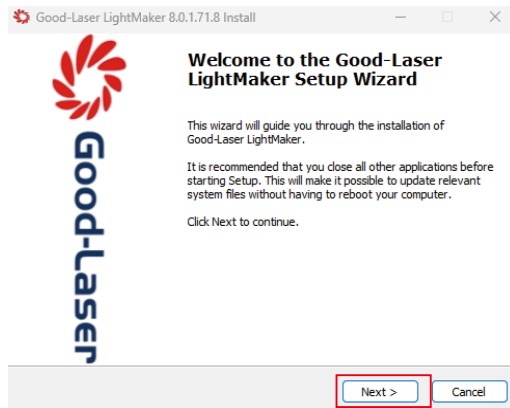 Good-Laser LightMaker 8.0.1.71.8 Install
Welcome to the Good-Laser
LightMaker Setup Wizard
This wizard will guide you through the installation of
Good-Laser LightMaker.
It is recommended that you close all other applications before
starting Setup. This will make it possible to update relevant
system files without having to reboot your computer.
Click Next to continue.
Good-Laser
Next >
Cancel